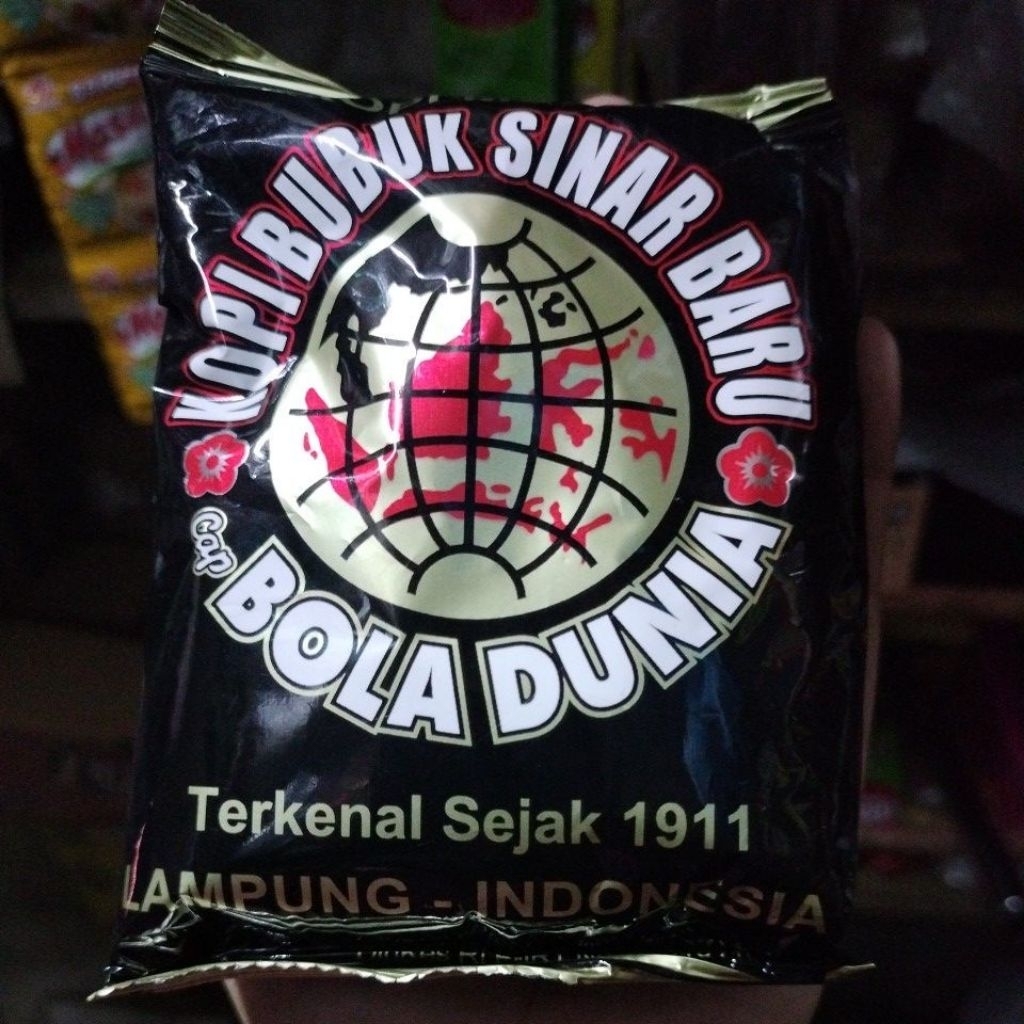 KOPI BUBUK SINAR BARU
cap
BOLA DUNIA
Terkenal Sejak 1911
LAMPUNG - INDONESIA